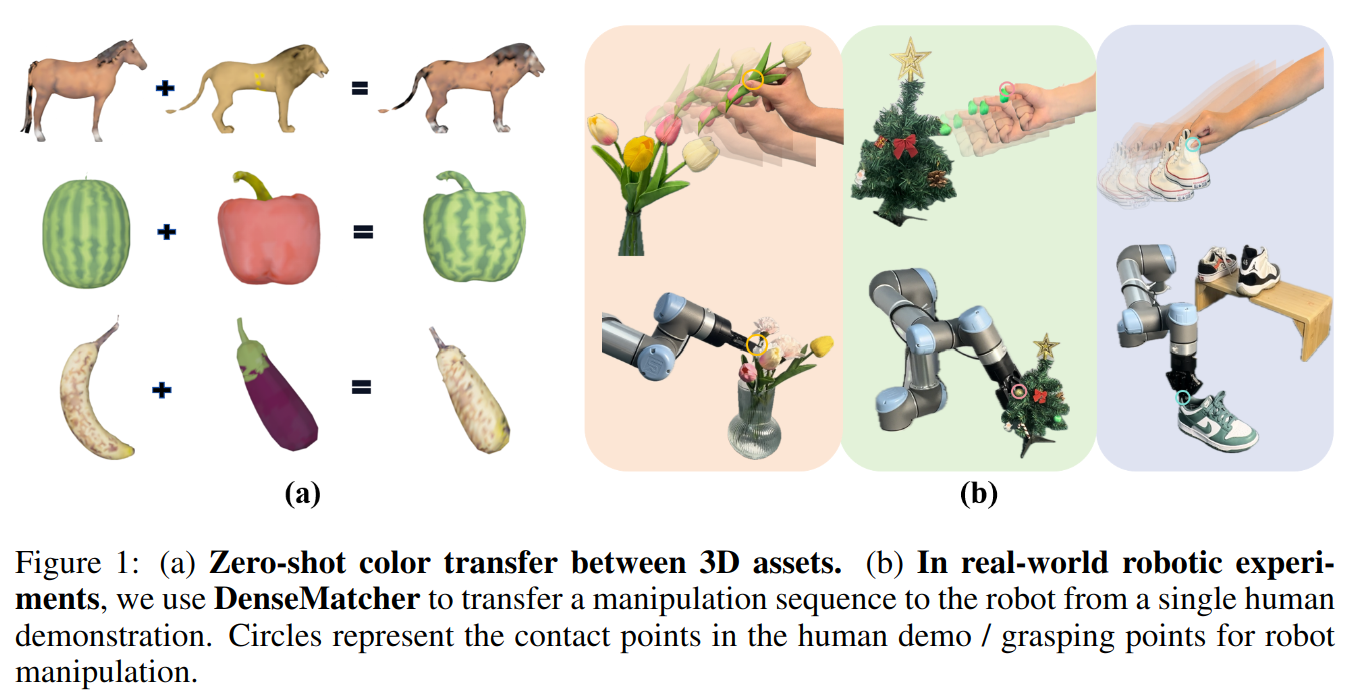 (a)
(b)
Figure 1: (a) Zero-shot color transfer between 3D assets. (b) In real-world robotic experi-
ments, we use DenseMatcher to transfer a manipulation sequence to the robot from a single human
demonstration. Circles represent the contact points in the human demo / grasping points for robot
manipulation.